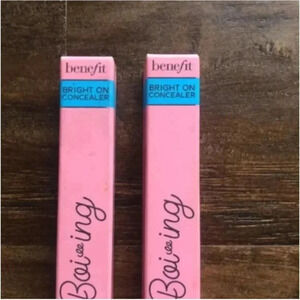 benefit
BRIGHT ON
CONCEALER
Boi-ing
benefit
BRIGHT ON
CONCEALER
Boi-ing